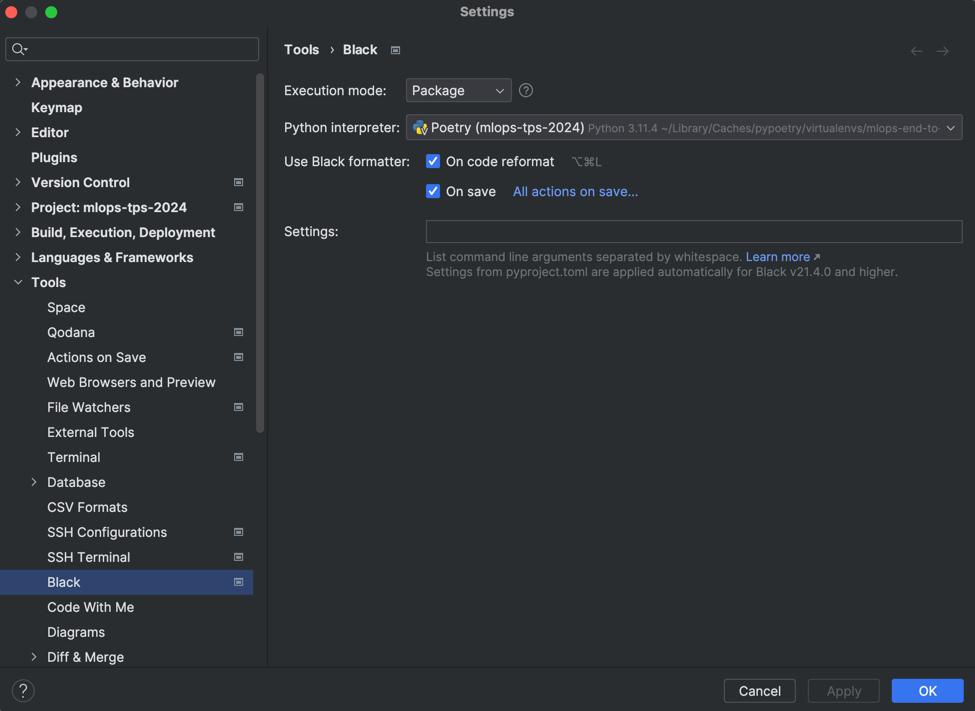 Settings
Appearance & Behavior
Keymap
Editor
Plugins
Version Control
Project: mlops-tps-2024
Build, Execution, Deployment
Languages & Frameworks
Tools
Space
Qodana
Actions on Save
Web Browsers and Preview
File Watchers
External Tools
Terminal
Database
CSV Formats
SSH Configurations
SSH Terminal
Black
Code With Me
Diagrams
Diff & Merge
?
Tools › Black
Execution mode: Package ?
Python interpreter: Poetry (mlops-tps-2024) Python 3.11.4 ~/Library/Caches/pypoetry/virtualenvs/mlops-end-to-
Use Black formatter: On code reformat ⌥⌘L
On save All actions on save...
Settings:
List command line arguments separated by whitespace. Learn more ↗
Settings from pyproject.toml are applied automatically for Black v21.4.0 and higher.
Cancel Apply OK